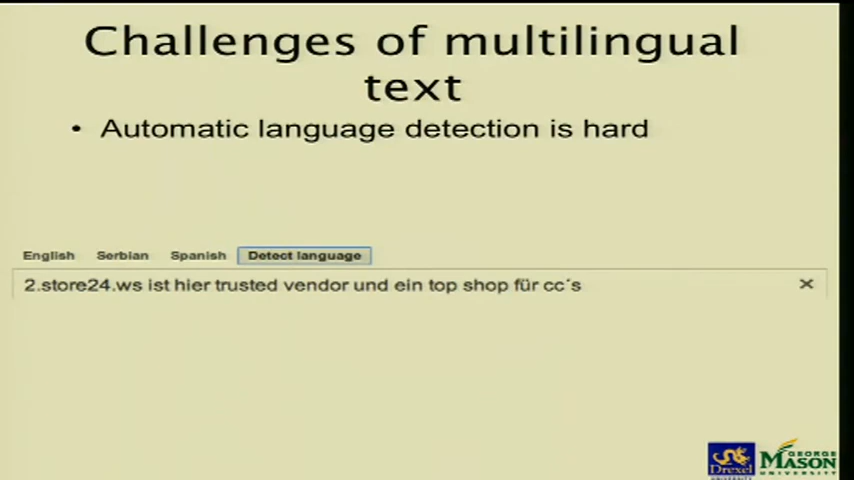 Challenges of multilingual
text
• Automatic language detection is hard
English Serbian Spanish Detect language
2.store24.ws ist hier trusted vendor und ein top shop für cc´s ×
Drexel
UNIVERSITY
GEORGE
MASON
UNIVERSITY